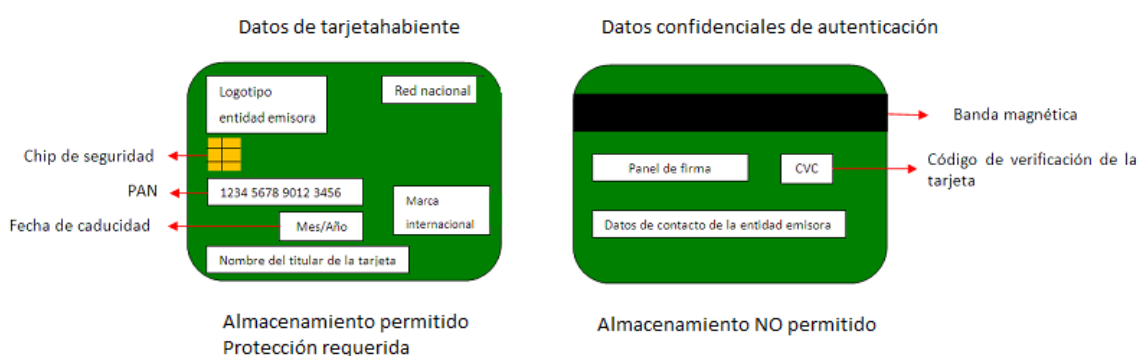 Datos de tarjetahabiente
Datos confidenciales de autenticación
Logotipo
entidad emisora
Red nacional
Chip de seguridad
PAN
1234 5678 9012 3456
Fecha de caducidad
Mes/Año
Marca
internacional
Nombre del titular de la tarjeta
Banda magnética
Panel de firma
CVC
Código de verificación de la
tarjeta
Datos de contacto de la entidad emisora
Almacenamiento permitido
Protección requerida
Almacenamiento NO permitido